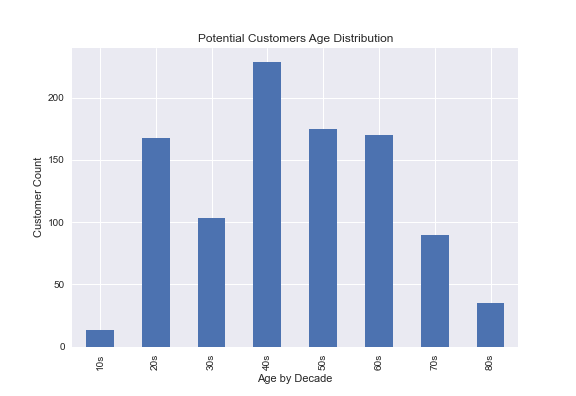 Potential Customers Age Distribution
Customer Count
200
150
100
50
0
10s
20s
30s
40s
50s
60s
70s
80s
Age by Decade